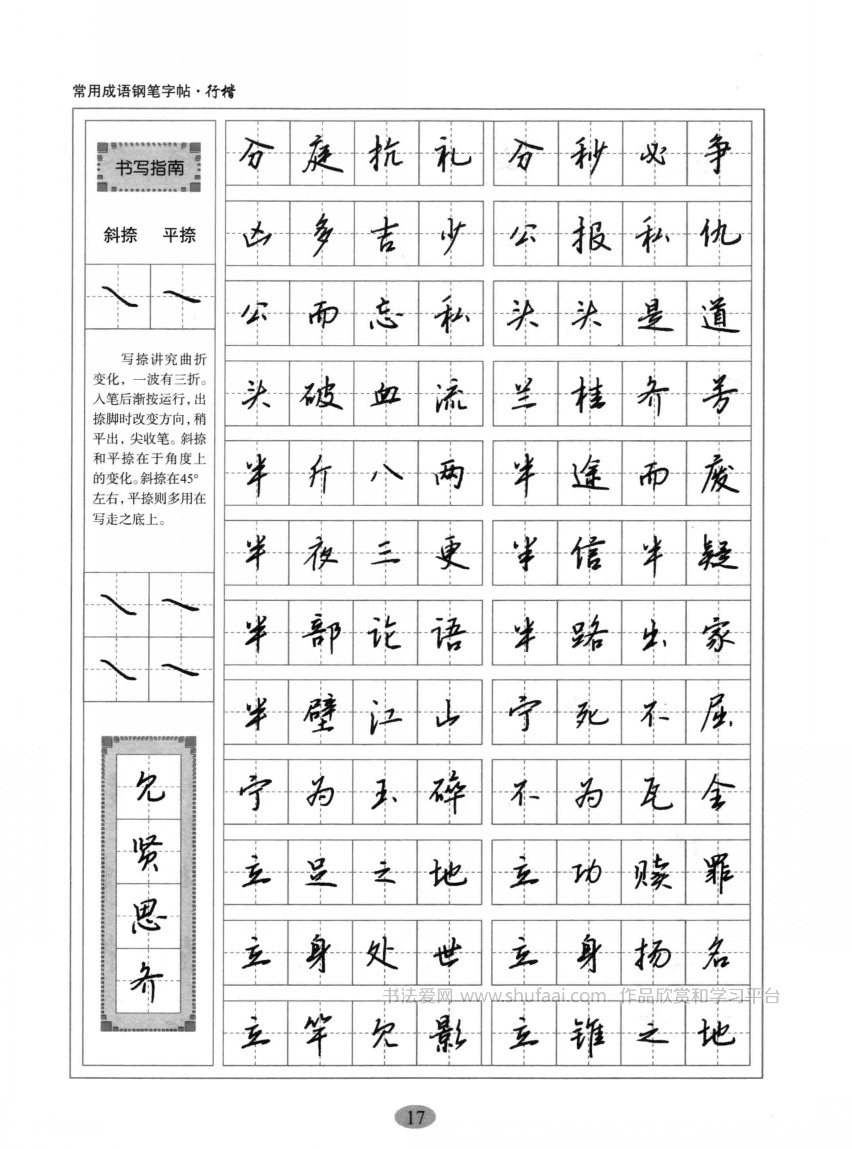 常用成语钢笔字帖·行楷
书写指南
斜捺 平捺
写捺讲究曲折
变化，一波有三折。
入笔后渐按运行，出
捺脚时改变方向，稍
平出，尖收笔。斜捺
和平捺在于角度上
的变化。斜捺在45°
左右，平捺则多用在
写走之底上。
见贤思齐
分庭抗礼 分秒必争
凶多吉少 公报私仇
公而忘私 头头是道
头破血流 兰桂齐芳
半斤八两 半途而废
半夜三更 半信半疑
半部论语 半路出家
半壁江山 宁死不屈
宁为玉碎 不为瓦全
立足之地 立功赎罪
立身处世 立身扬名
立竿见影 立锥之地
书法爱网 www.shufaai.com 作品欣赏和学习平台
17